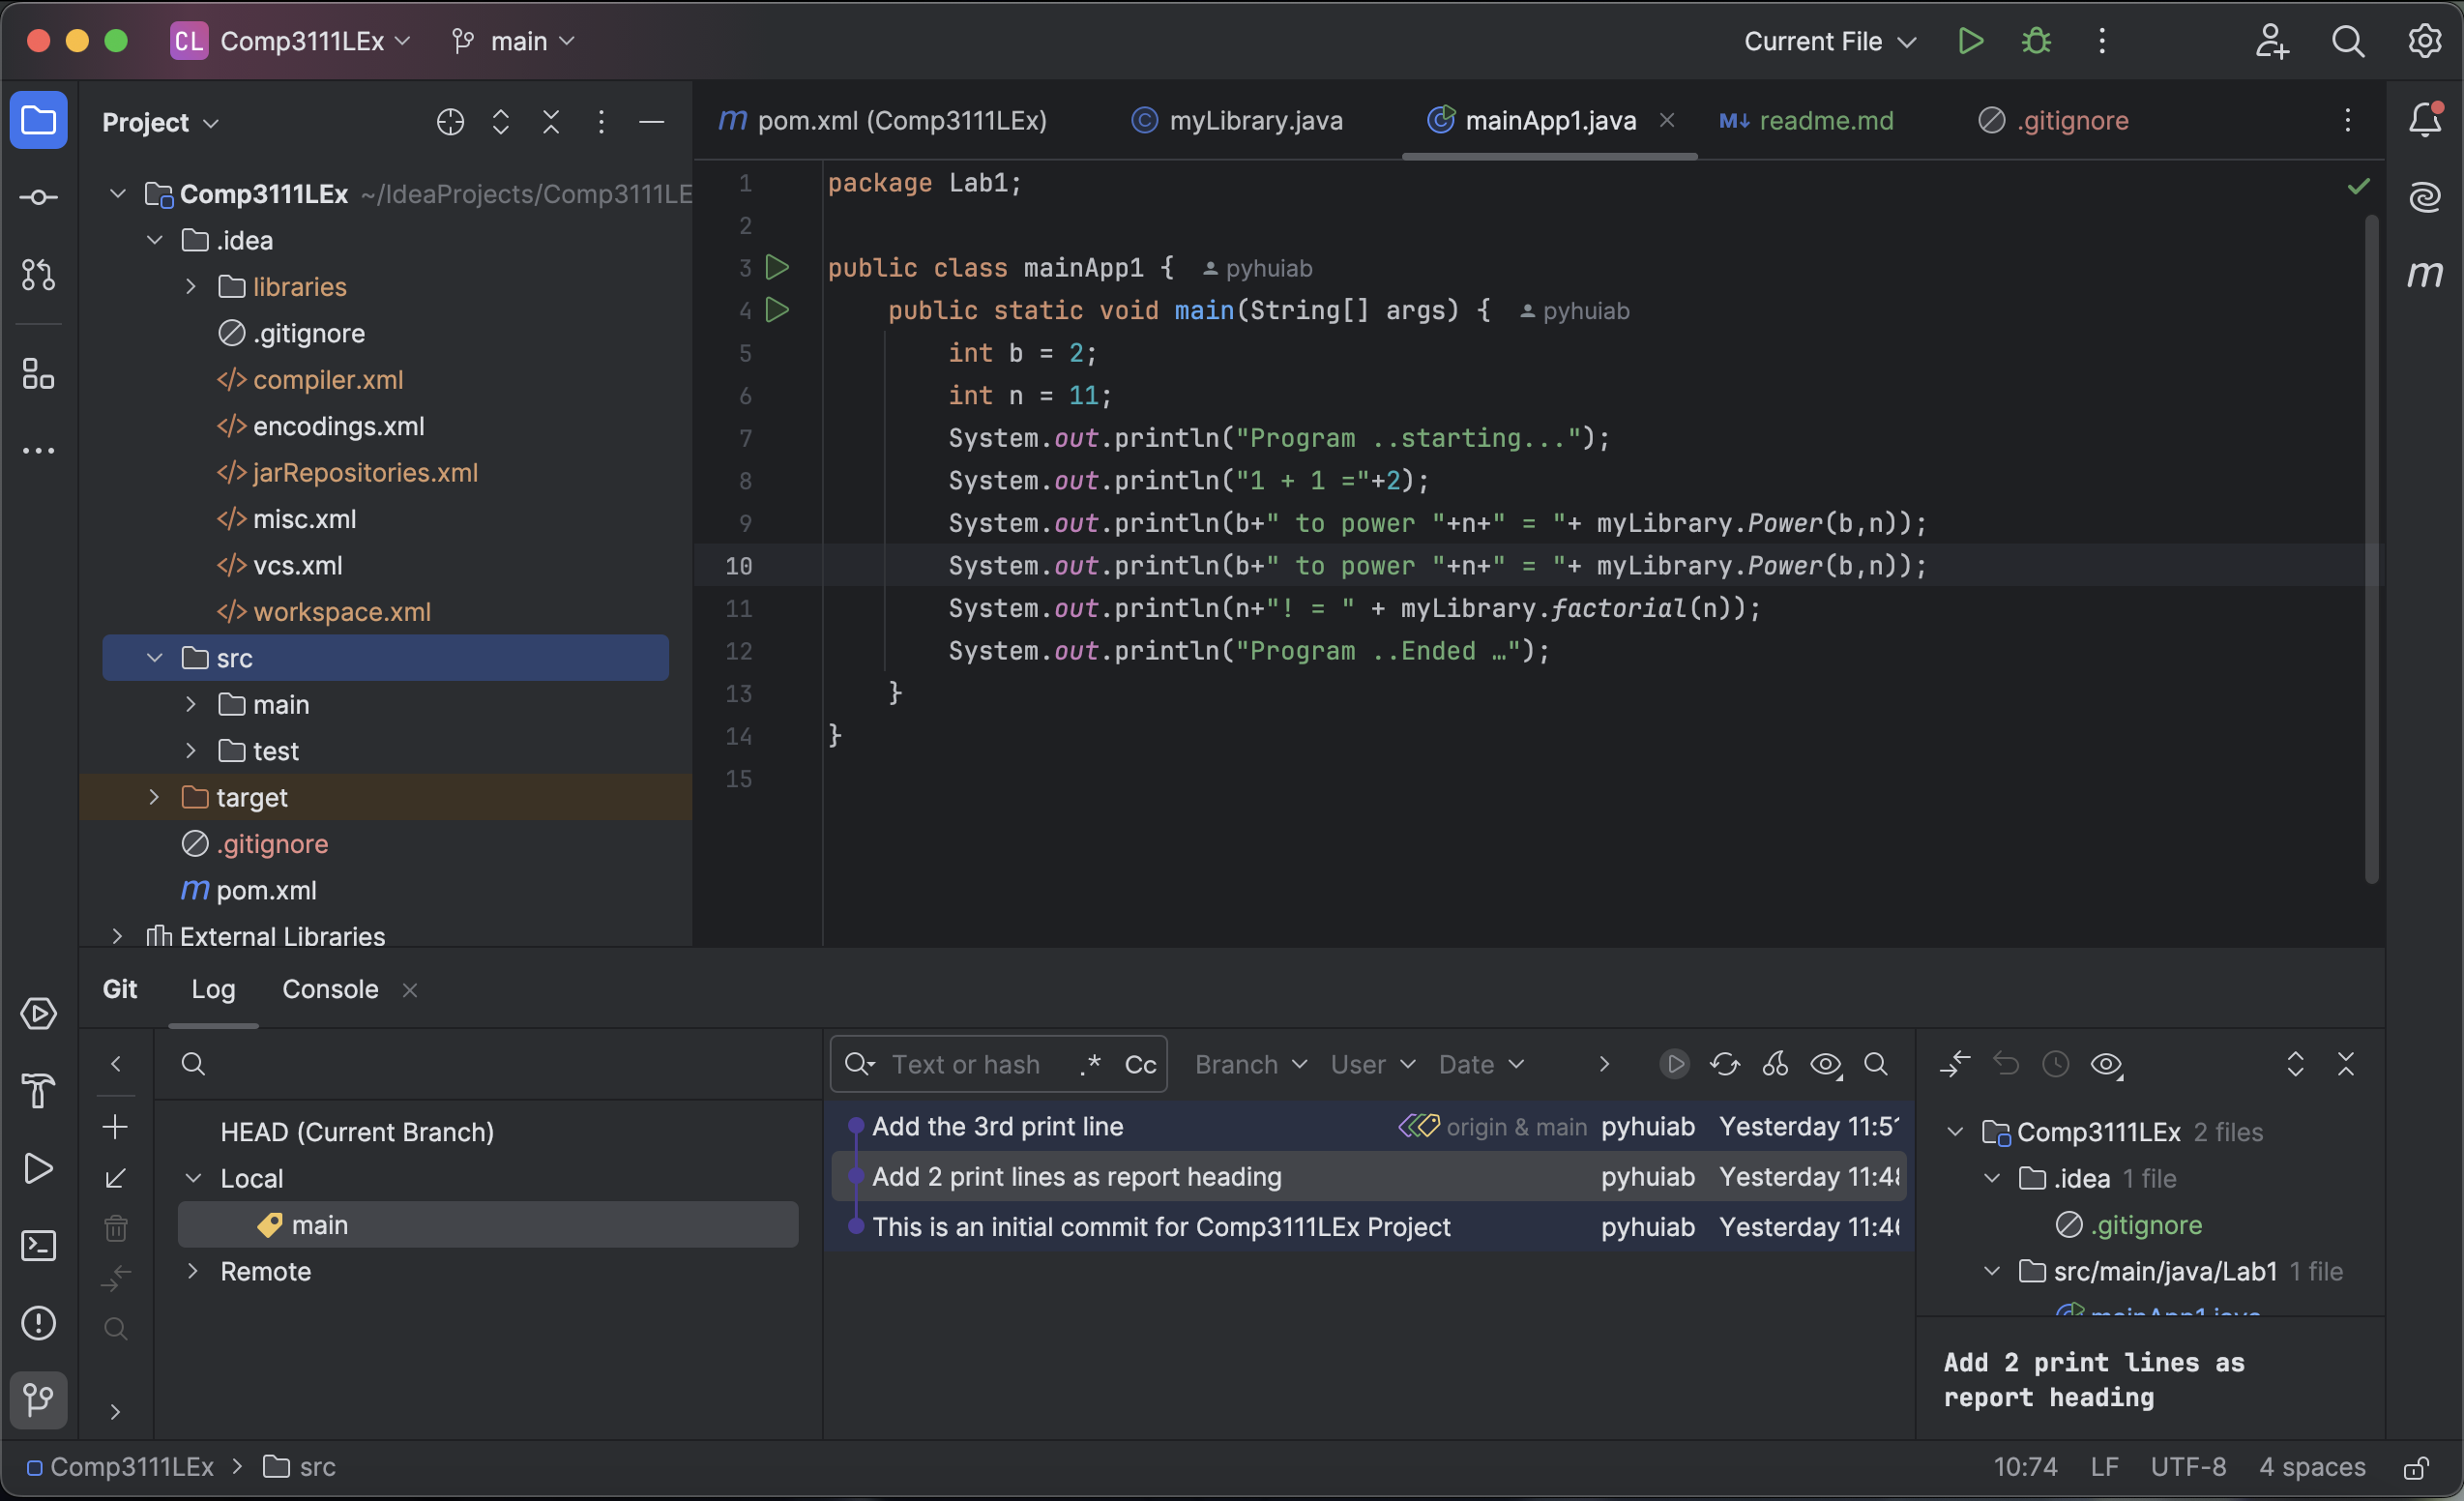 CL Comp3111LEx main Current File
Project
pom.xml (Comp3111LEx) myLibrary.java mainApp1.java readme.md .gitignore
Comp3111LEx ~/IdeaProjects/Comp3111LE
.idea
libraries
.gitignore
</> compiler.xml
</> encodings.xml
</> jarRepositories.xml
</> misc.xml
</> vcs.xml
</> workspace.xml
src
main
test
target
.gitignore
m pom.xml
External Libraries
1 package Lab1;
2
3 public class mainApp1 { pyhuiab
4 public static void main(String[] args) { pyhuiab
5 int b = 2;
6 int n = 11;
7 System.out.println("Program ..starting...");
8 System.out.println("1 + 1 ="+2);
9 System.out.println(b+" to power "+n+" = "+ myLibrary.Power(b,n));
10 System.out.println(b+" to power "+n+" = "+ myLibrary.Power(b,n));
11 System.out.println(n+"! = " + myLibrary.factorial(n));
12 System.out.println("Program ..Ended …");
13 }
14 }
15
Git Log Console
HEAD (Current Branch)
Local
main
Remote
Text or hash .* Cc Branch User Date
Add the 3rd print line origin & main pyhuiab Yesterday 11:51
Add 2 print lines as report heading pyhuiab Yesterday 11:48
This is an initial commit for Comp3111LEx Project pyhuiab Yesterday 11:46
Comp3111LEx 2 files
.idea 1 file
.gitignore
src/main/java/Lab1 1 file
mainApp1.java
Add 2 print lines as
report heading
Comp3111LEx > src 10:74 LF UTF-8 4 spaces